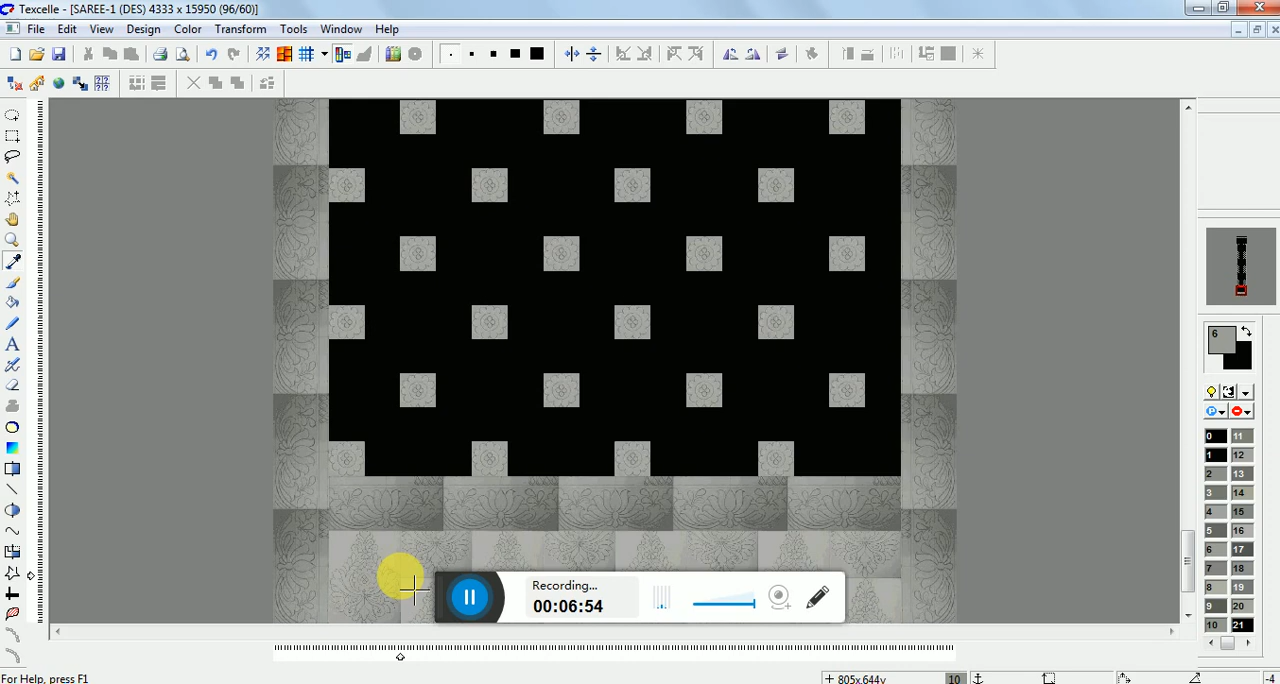 Texcelle - [SAREE-1 (DES) 4333 x 15950 (96/60)]
File Edit View Design Color Transform Tools Window Help
6
0 11
1 12
2 13
3 14
4 15
5 16
6 17
7 18
8 19
9 20
10 21
Recording...
00:06:54
For Help, press F1
805x,644y 10 -4